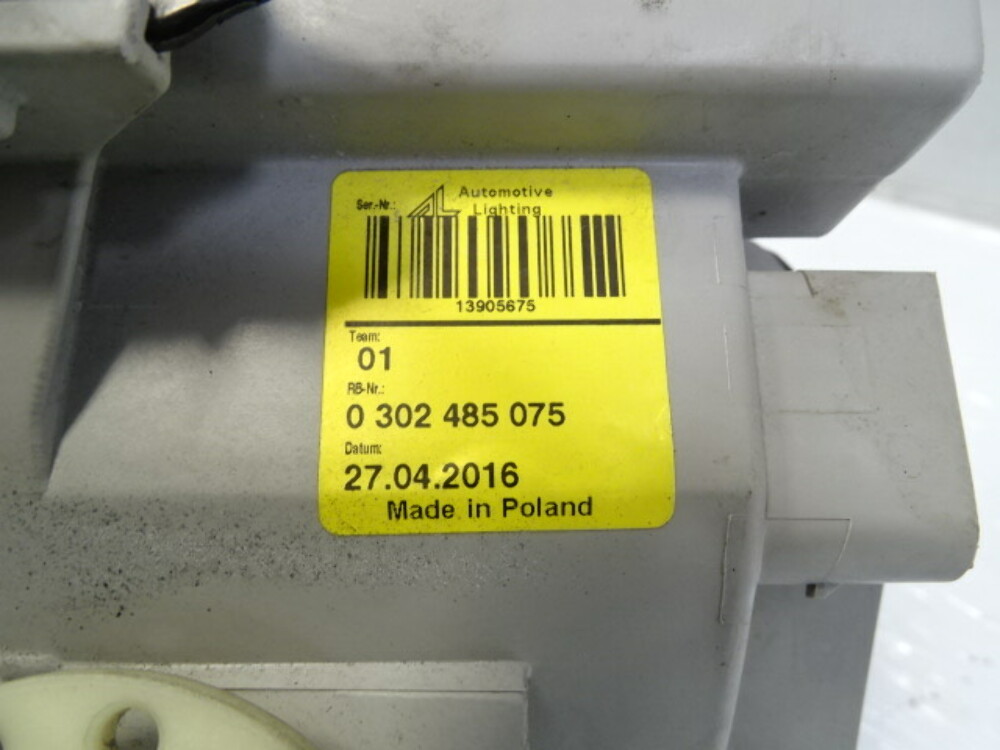 Automotive
Ser.-Nr.: AL Lighting
13905675
Team:
01
RB-Nr.:
0 302 485 075
Datum:
27.04.2016
Made in Poland